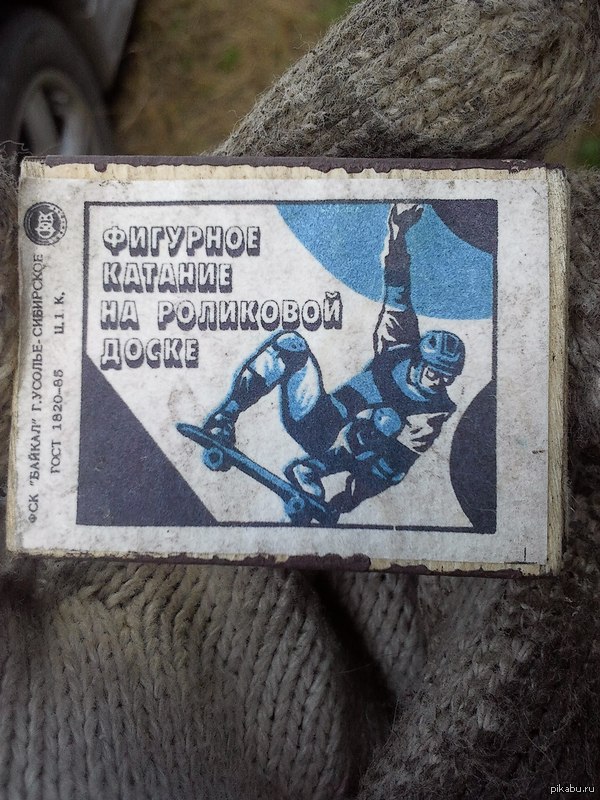 ФИГУРНОЕ
КАТАНИЕ
НА РОЛИКОВОЙ
ДОСКЕ
ФСК "БАЙКАЛ" Г.УСОЛЬЕ-СИБИРСКОЕ
ГОСТ 1820-85 Ц.1 К.
pikabu.ru